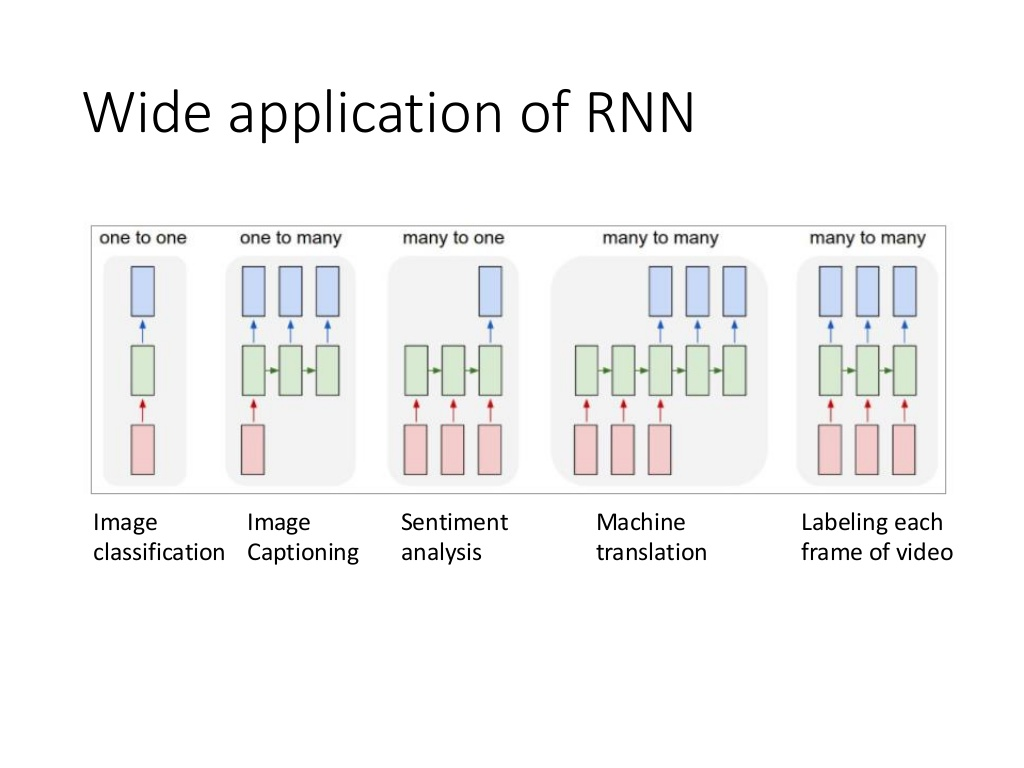 Wide application of RNN
one to one
one to many
many to one
many to many
many to many
Image
classification
Image
Captioning
Sentiment
analysis
Machine
translation
Labeling each
frame of video